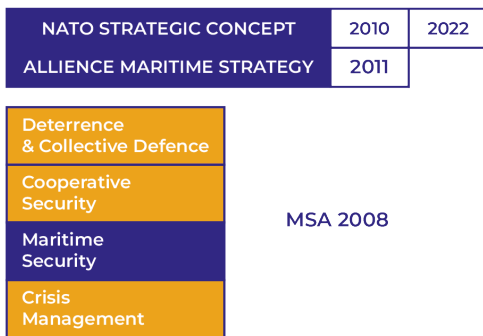 NATO STRATEGIC CONCEPT 2010 2022
ALLIENCE MARITIME STRATEGY 2011
Deterrence
& Collective Defence
Cooperative
Security
Maritime
Security
MSA 2008
Crisis
Management